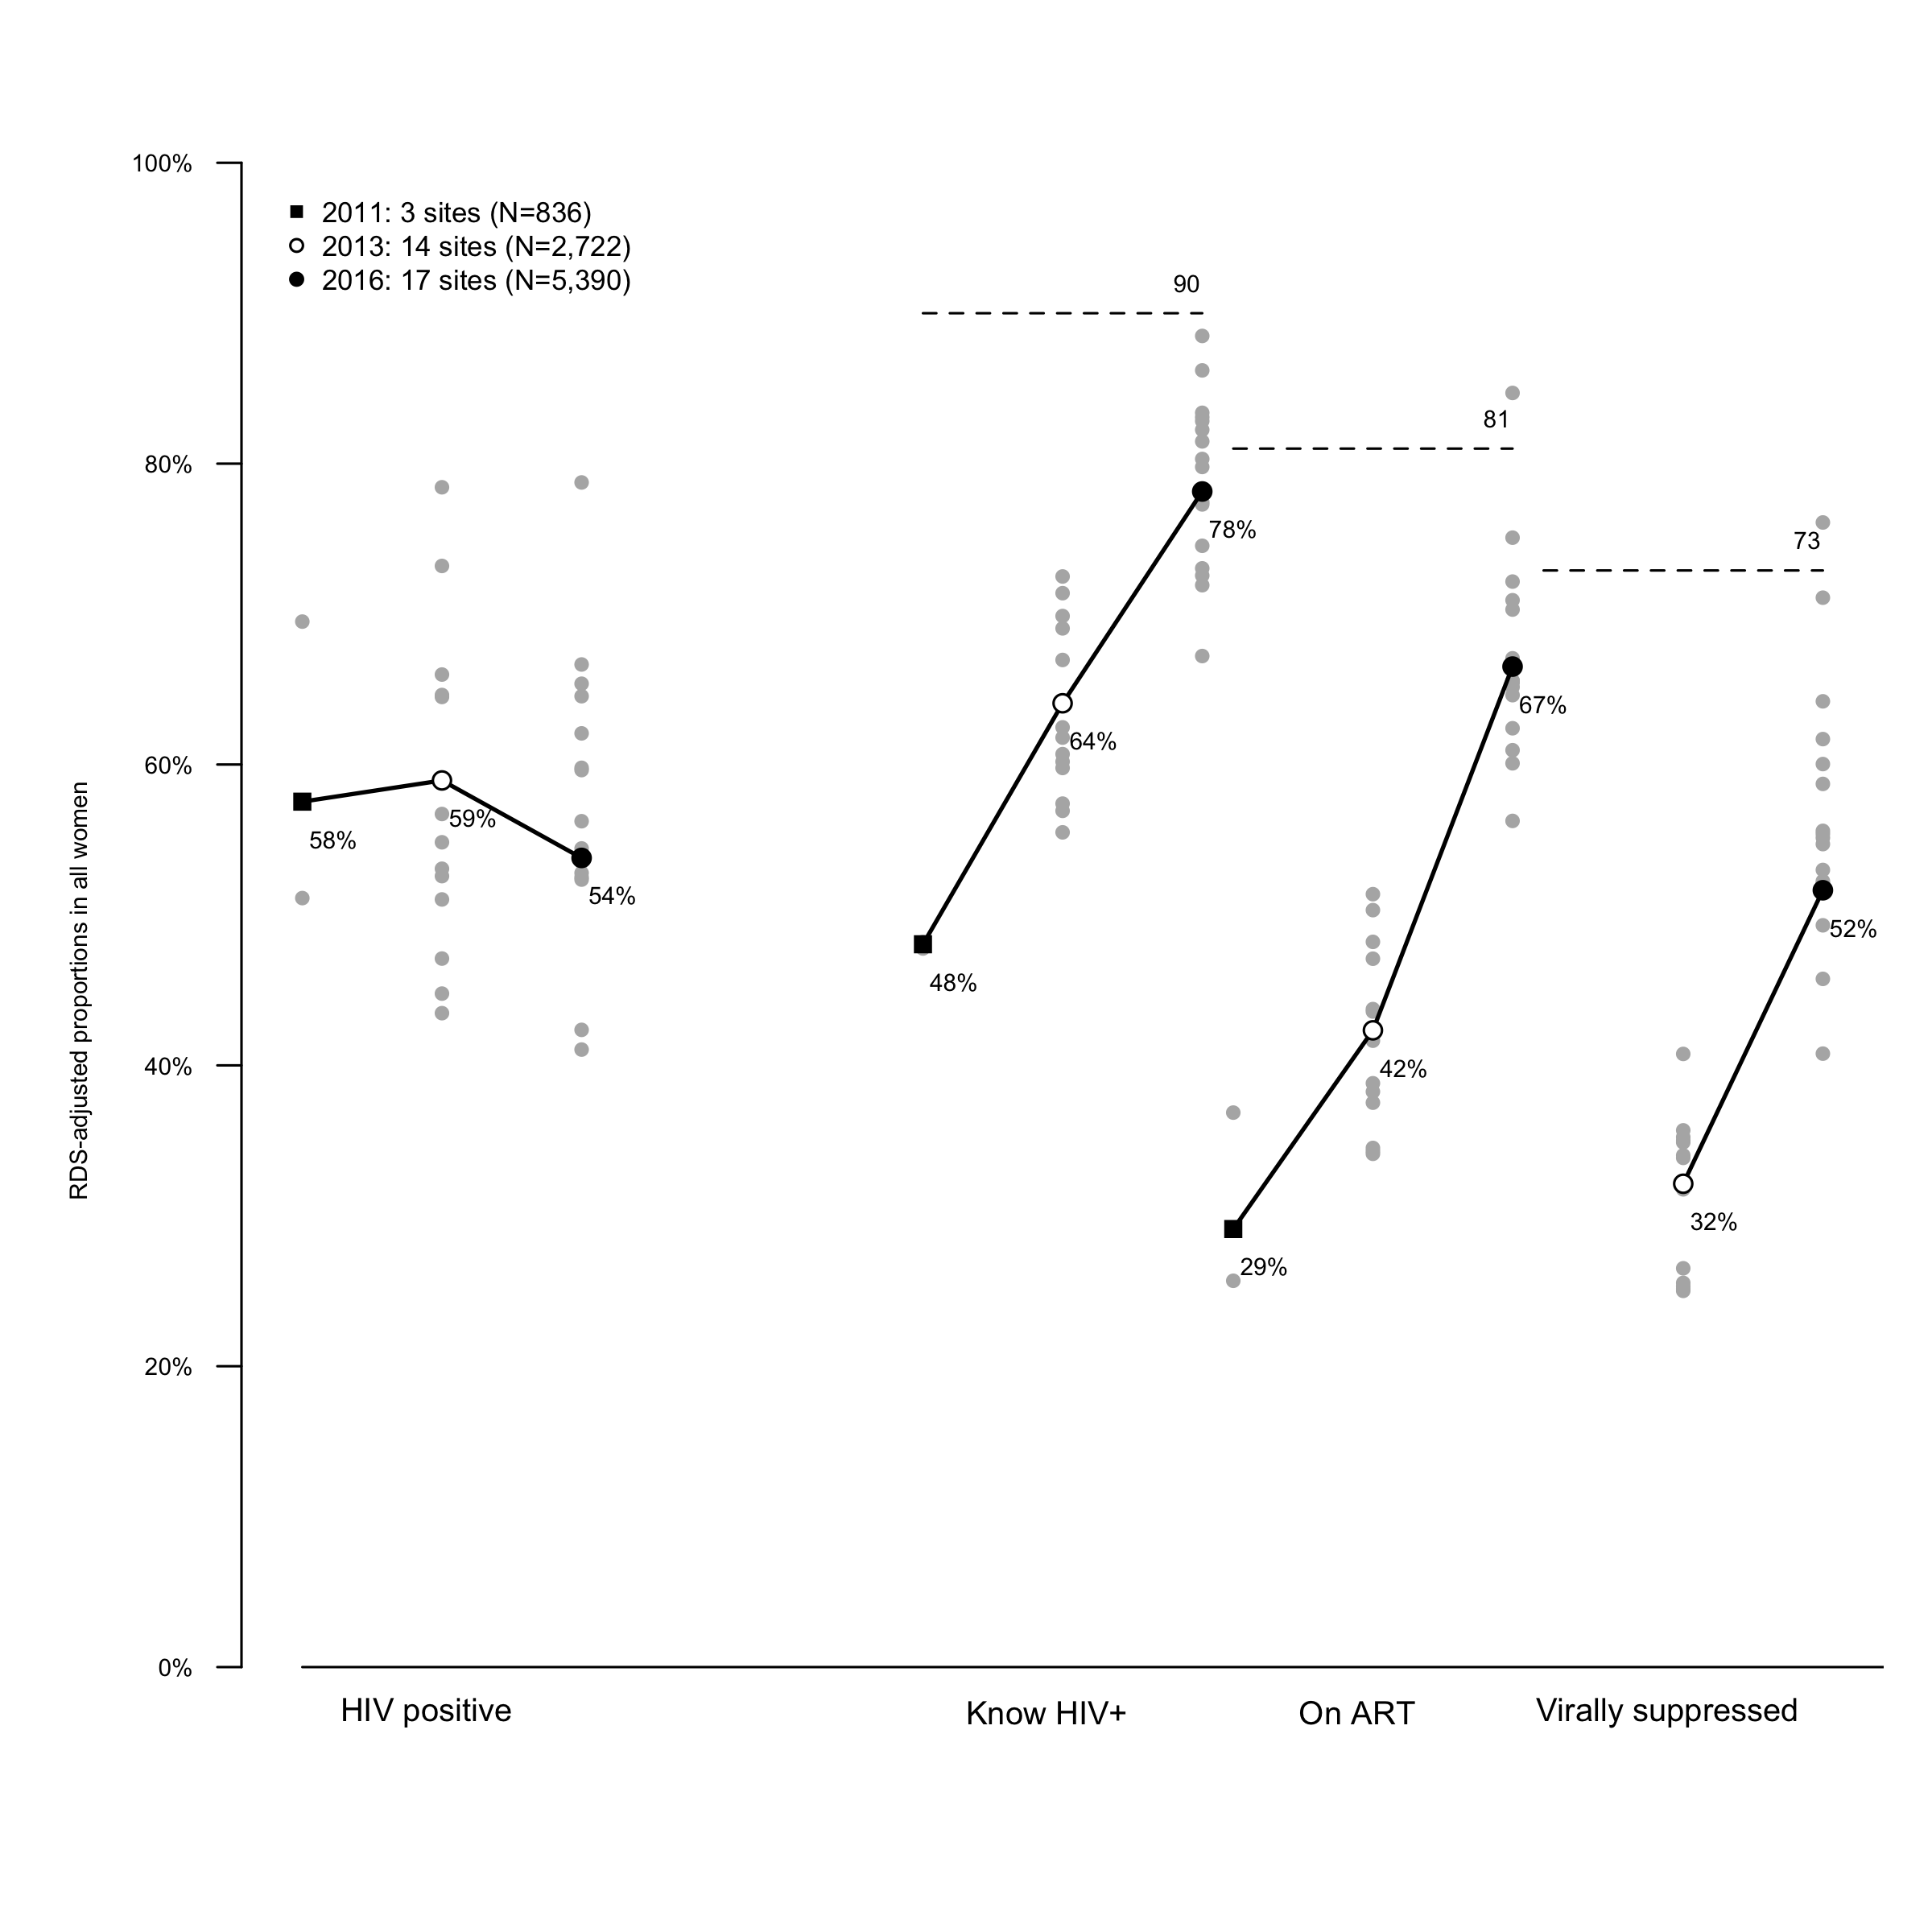 100%
2011: 3 sites (N=836)
2013: 14 sites (N=2,722)
2016: 17 sites (N=5,390)
90
81
80%
78%
73
67%
64%
60%
59%
58%
54%
52%
48%
42%
40%
32%
29%
20%
0%
RDS-adjusted proportions in all women
HIV positive
Know HIV+
On ART
Virally suppressed